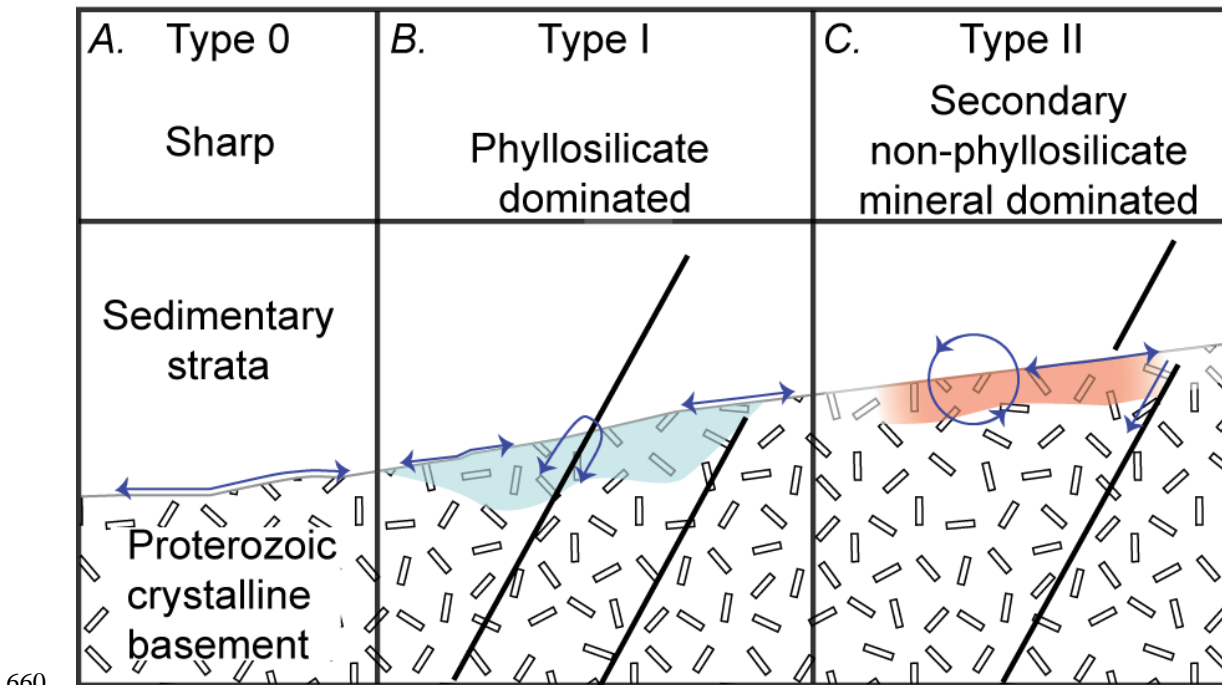 A. Type 0
Sharp
B. Type I
Phyllosilicate
dominated
C. Type II
Secondary
non-phyllosilicate
mineral dominated
Sedimentary
strata
Proterozoic
crystalline
basement
660